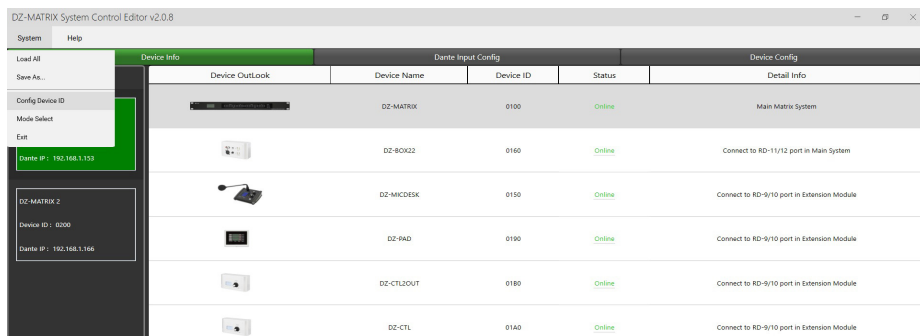 DZ-MATRIX System Control Editor v2.0.8
System Help
Load All
Save As...
Config Device ID
Mode Select
Exit
Device Info Dante Input Config Device Config
Device OutLook Device Name Device ID Status Detail Info
DZ-MATRIX 0100 Online Main Matrix System
Dante IP : 192.168.1.153
DZ-BOX22 0160 Online Connect to RD-11/12 port in Main System
DZ-MICDESK 0150 Online Connect to RD-9/10 port in Extension Module
DZ-MATRIX 2
Device ID : 0200
Dante IP : 192.168.1.166
DZ-PAD 0190 Online Connect to RD-9/10 port in Extension Module
DZ-CTL2OUT 01B0 Online Connect to RD-9/10 port in Extension Module
DZ-CTL 01A0 Online Connect to RD-9/10 port in Extension Module